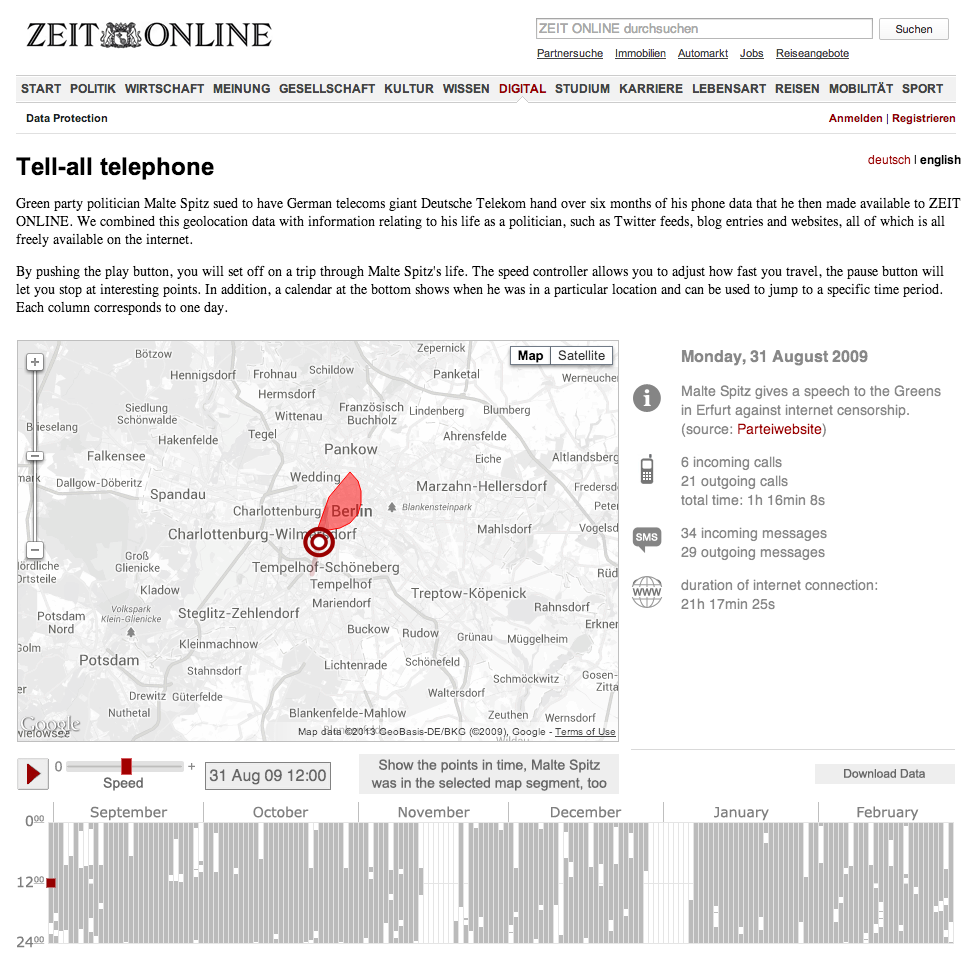 ZEIT ONLINE
ZEIT ONLINE durchsuchen
Suchen
Partnersuche Immobilien Automarkt Jobs Reiseangebote
START POLITIK WIRTSCHAFT MEINUNG GESELLSCHAFT KULTUR WISSEN DIGITAL STUDIUM KARRIERE LEBENSART REISEN MOBILITÄT SPORT
Data Protection
Anmelden | Registrieren
Tell-all telephone
deutsch | english
Green party politician Malte Spitz sued to have German telecoms giant Deutsche Telekom hand over six months of his phone data that he then made available to ZEIT
ONLINE. We combined this geolocation data with information relating to his life as a politician, such as Twitter feeds, blog entries and websites, all of which is all
freely available on the internet.
By pushing the play button, you will set off on a trip through Malte Spitz's life. The speed controller allows you to adjust how fast you travel, the pause button will
let you stop at interesting points. In addition, a calendar at the bottom shows when he was in a particular location and can be used to jump to a specific time period.
Each column corresponds to one day.
+
−
Map Satellite
Bötzow
Zepernick
Hennigsdorf
Frohnau
Schildow
Panketal
Werneuchen
Hermsdorf
Siedlung
Schönwalde
Wittenau
Französisch
Buchholz
Lindenberg
Blumberg
Brieselang
Hakenfelde
Tegel
Ahrensfelde
Falkensee
Pankow
Eiche
Altlandsberg
mark
Dallgow-Döberitz
Wedding
Spandau
Marzahn-Hellersdorf
Fredersd
Peter
Charlottenburg
Berlin
Blankensteinpark
Charlottenburg-Wilmersdorf
Mahlsdorf
Vogelsd
Groß
Glienicke
Nördliche
Ortsteile
Tempelhof-Schöneberg
Rüd
Kladow
Tempelhof
Treptow-Köpenick
Mariendorf
Rahnsdorf
Potsdam
Nord
Volkspark
Klein-Glienicke
Steglitz-Zehlendorf
Erkner
Buckow
Rudow
Grünau
Müggelheim
Golm
Kleinmachnow
Potsdam
Stahnsdorf
Lichtenrade
Schönefeld
Gosen-
Zitta
Schmöckwitz
er
Drewitz
Güterfelde
Waltersdorf
Nuthetal
Blankenfelde-Mahlow
Zeuthen
Wernsdorf
Google
Map data ©2013 GeoBasis-DE/BKG (©2009), Google - Terms of Use
Monday, 31 August 2009
i
Malte Spitz gives a speech to the Greens
in Erfurt against internet censorship.
(source: Parteiwebsite)
6 incoming calls
21 outgoing calls
total time: 1h 16min 8s
SMS
34 incoming messages
29 outgoing messages
WWW
duration of internet connection:
21h 17min 25s
0 +
Speed
31 Aug 09 12:00
Show the points in time, Malte Spitz
was in the selected map segment, too
Download Data
September October November December January February
0⁰⁰
12⁰⁰
24⁰⁰